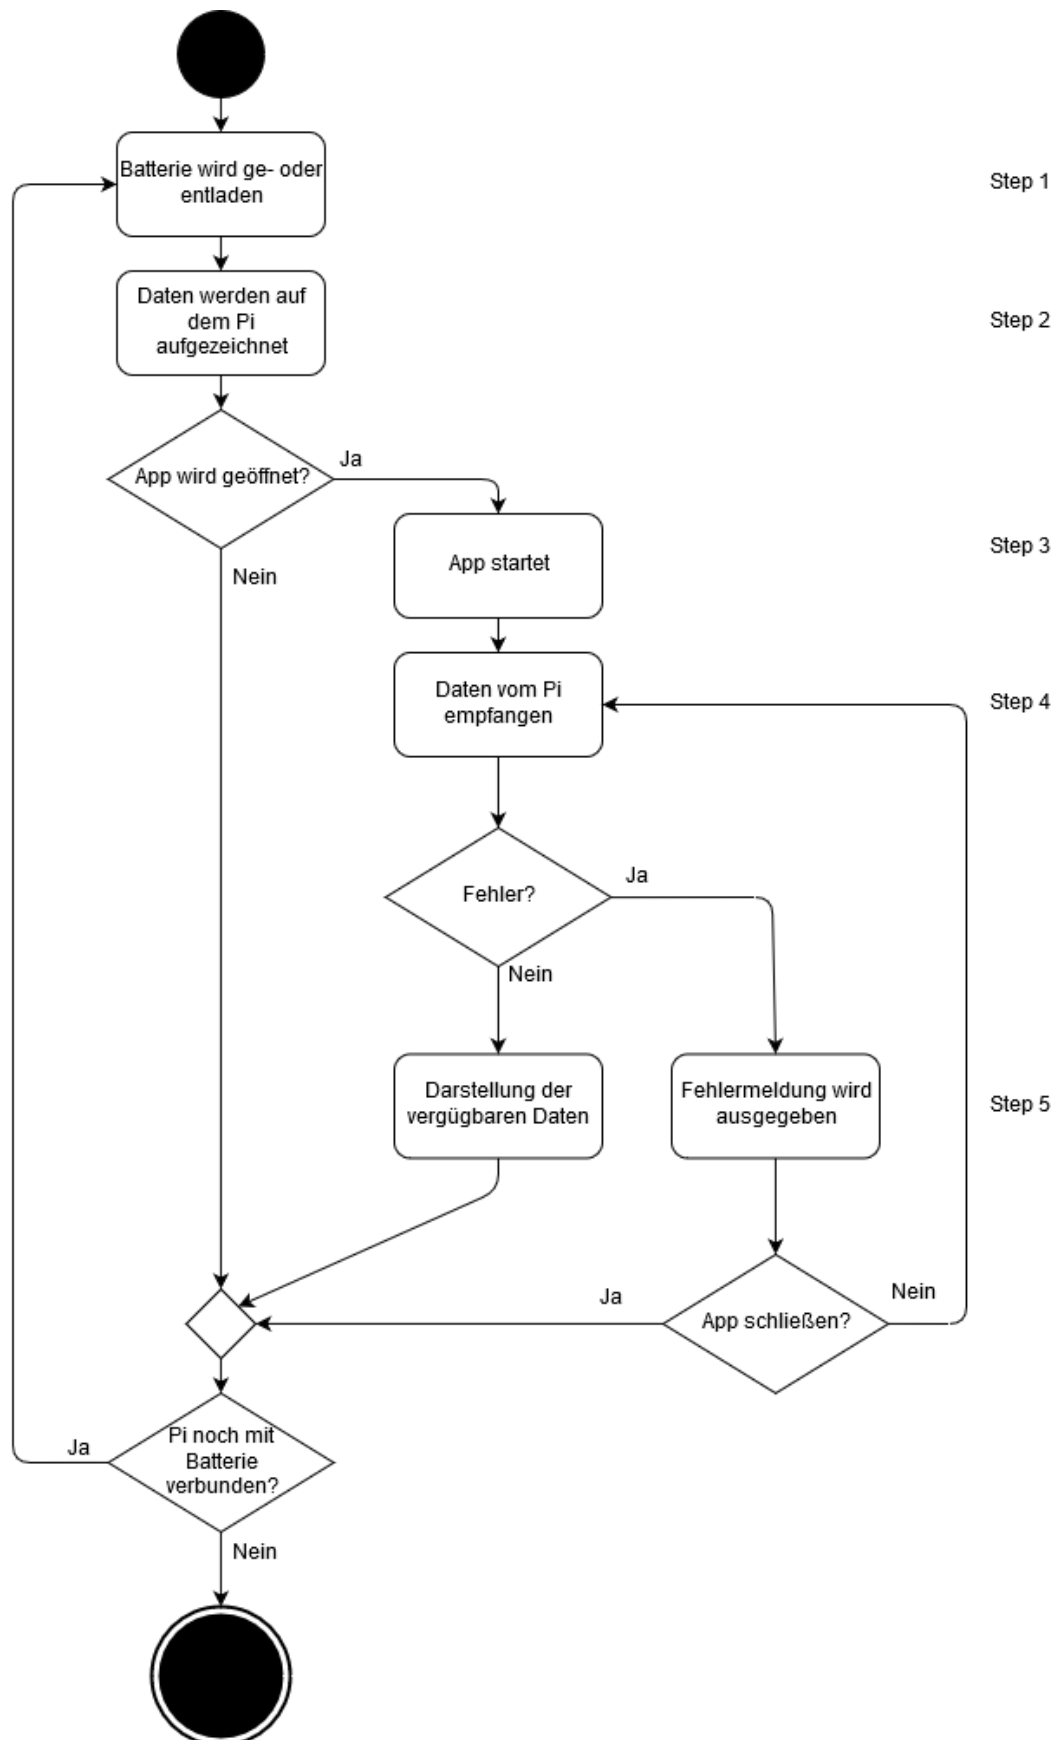 Batterie wird ge- oder
entladen
Step 1
Daten werden auf
dem Pi
aufgezeichnet
Step 2
App wird geöffnet?
Ja
Nein
App startet
Step 3
Daten vom Pi
empfangen
Step 4
Fehler?
Ja
Nein
Darstellung der
vergügbaren Daten
Fehlermeldung wird
ausgegeben
Step 5
App schließen?
Ja
Nein
Pi noch mit
Batterie
verbunden?
Ja
Nein